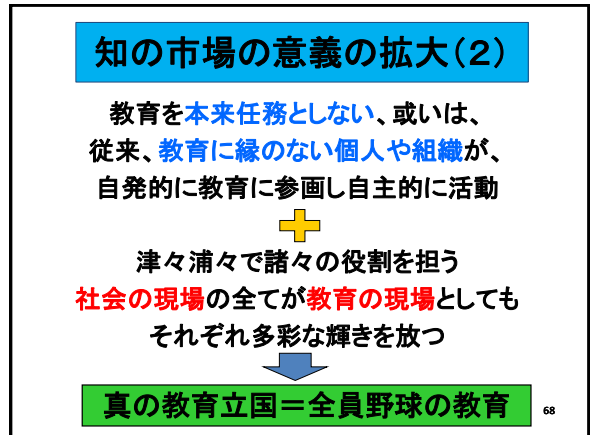 知の市場の意義の拡大(2)
教育を本来任務としない、或いは、
従来、教育に縁のない個人や組織が、
自発的に教育に参画し自主的に活動
津々浦々で諸々の役割を担う
社会の現場の全てが教育の現場としても
それぞれ多彩な輝きを放つ
真の教育立国=全員野球の教育
68